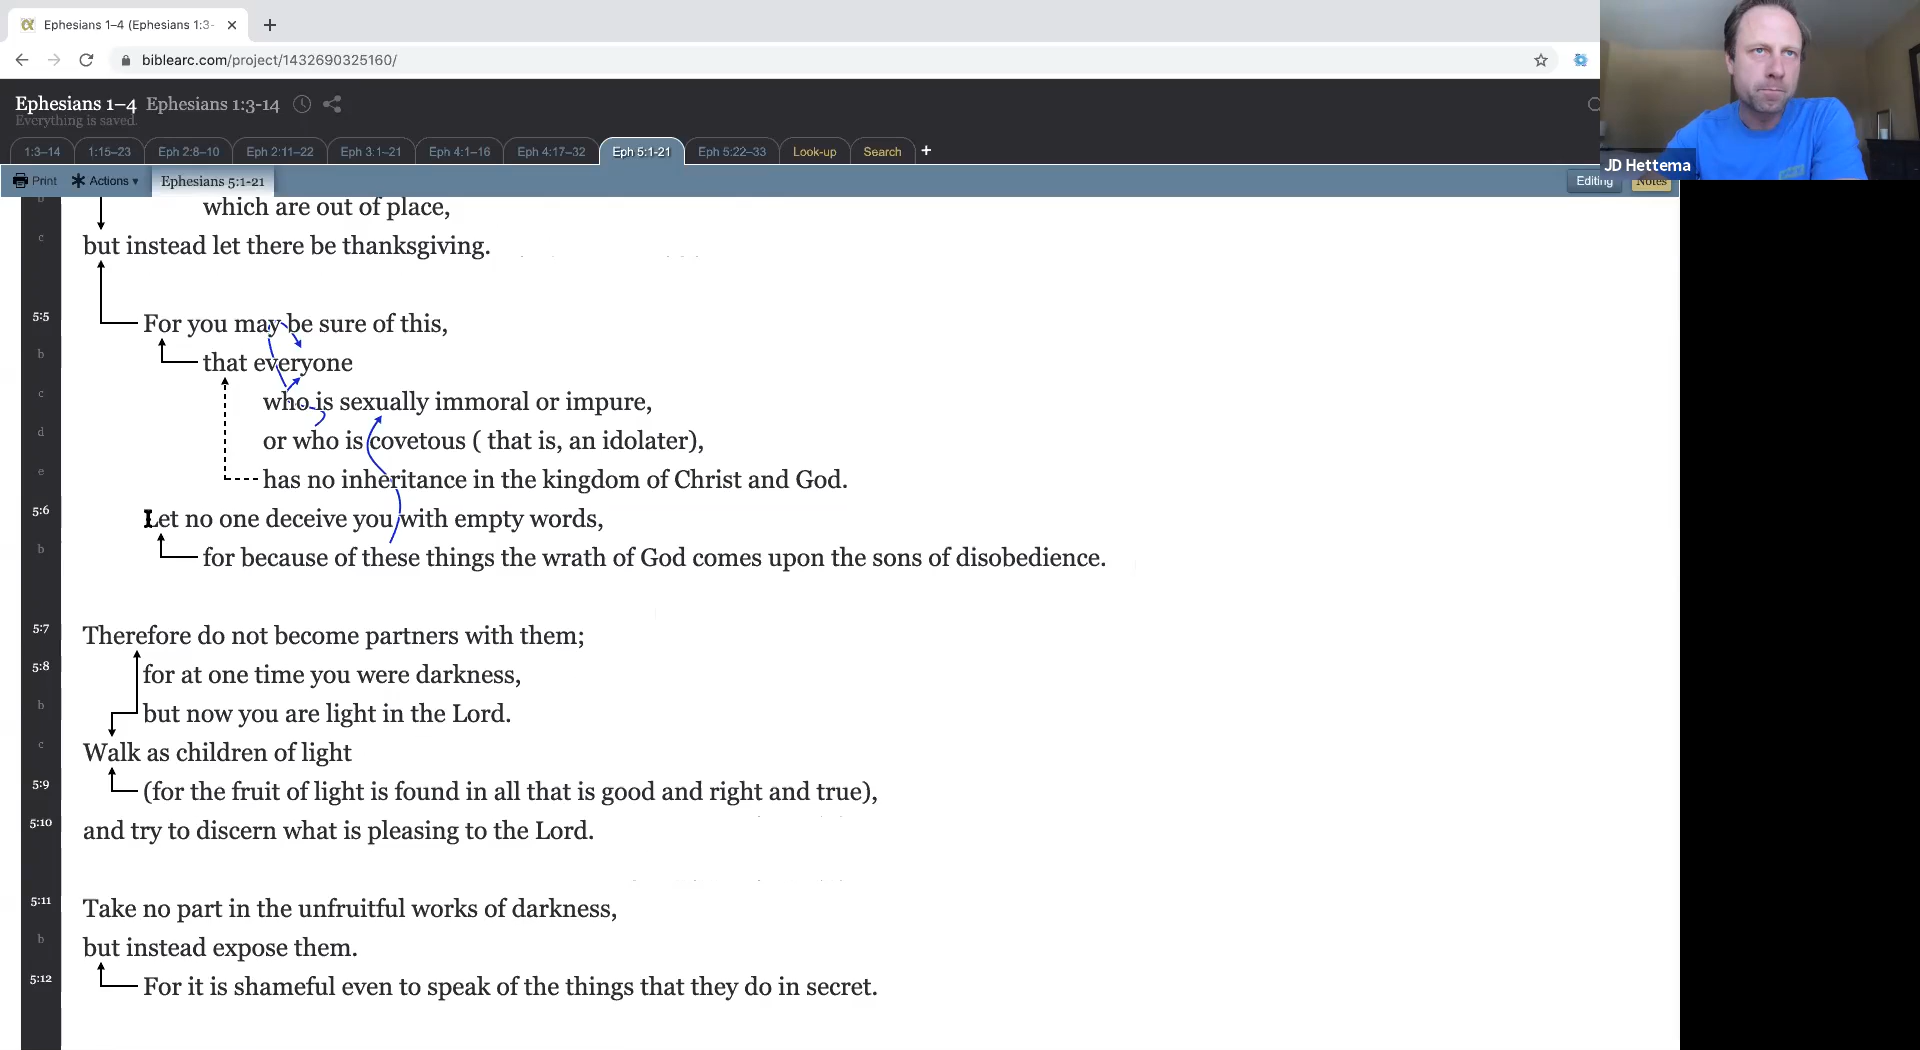 Ephesians 1–4 (Ephesians 1:3-
biblearc.com/project/1432690325160/
Ephesians 1–4 Ephesians 1:3-14
Everything is saved.
1:3–14 1:15–23 Eph 2:8–10 Eph 2:11–22 Eph 3:1–21 Eph 4:1–16 Eph 4:17–32 Eph 5:1-21 Eph 5:22–33 Look-up Search +
JD Hettema
Print Actions Ephesians 5:1-21 Editing Notes
b which are out of place,
c but instead let there be thanksgiving.
5:5 For you may be sure of this,
b that everyone
c who is sexually immoral or impure,
d or who is covetous ( that is, an idolater),
e has no inheritance in the kingdom of Christ and God.
5:6 Let no one deceive you with empty words,
b for because of these things the wrath of God comes upon the sons of disobedience.
5:7 Therefore do not become partners with them;
5:8 for at one time you were darkness,
b but now you are light in the Lord.
c Walk as children of light
5:9 (for the fruit of light is found in all that is good and right and true),
5:10 and try to discern what is pleasing to the Lord.
5:11 Take no part in the unfruitful works of darkness,
b but instead expose them.
5:12 For it is shameful even to speak of the things that they do in secret.